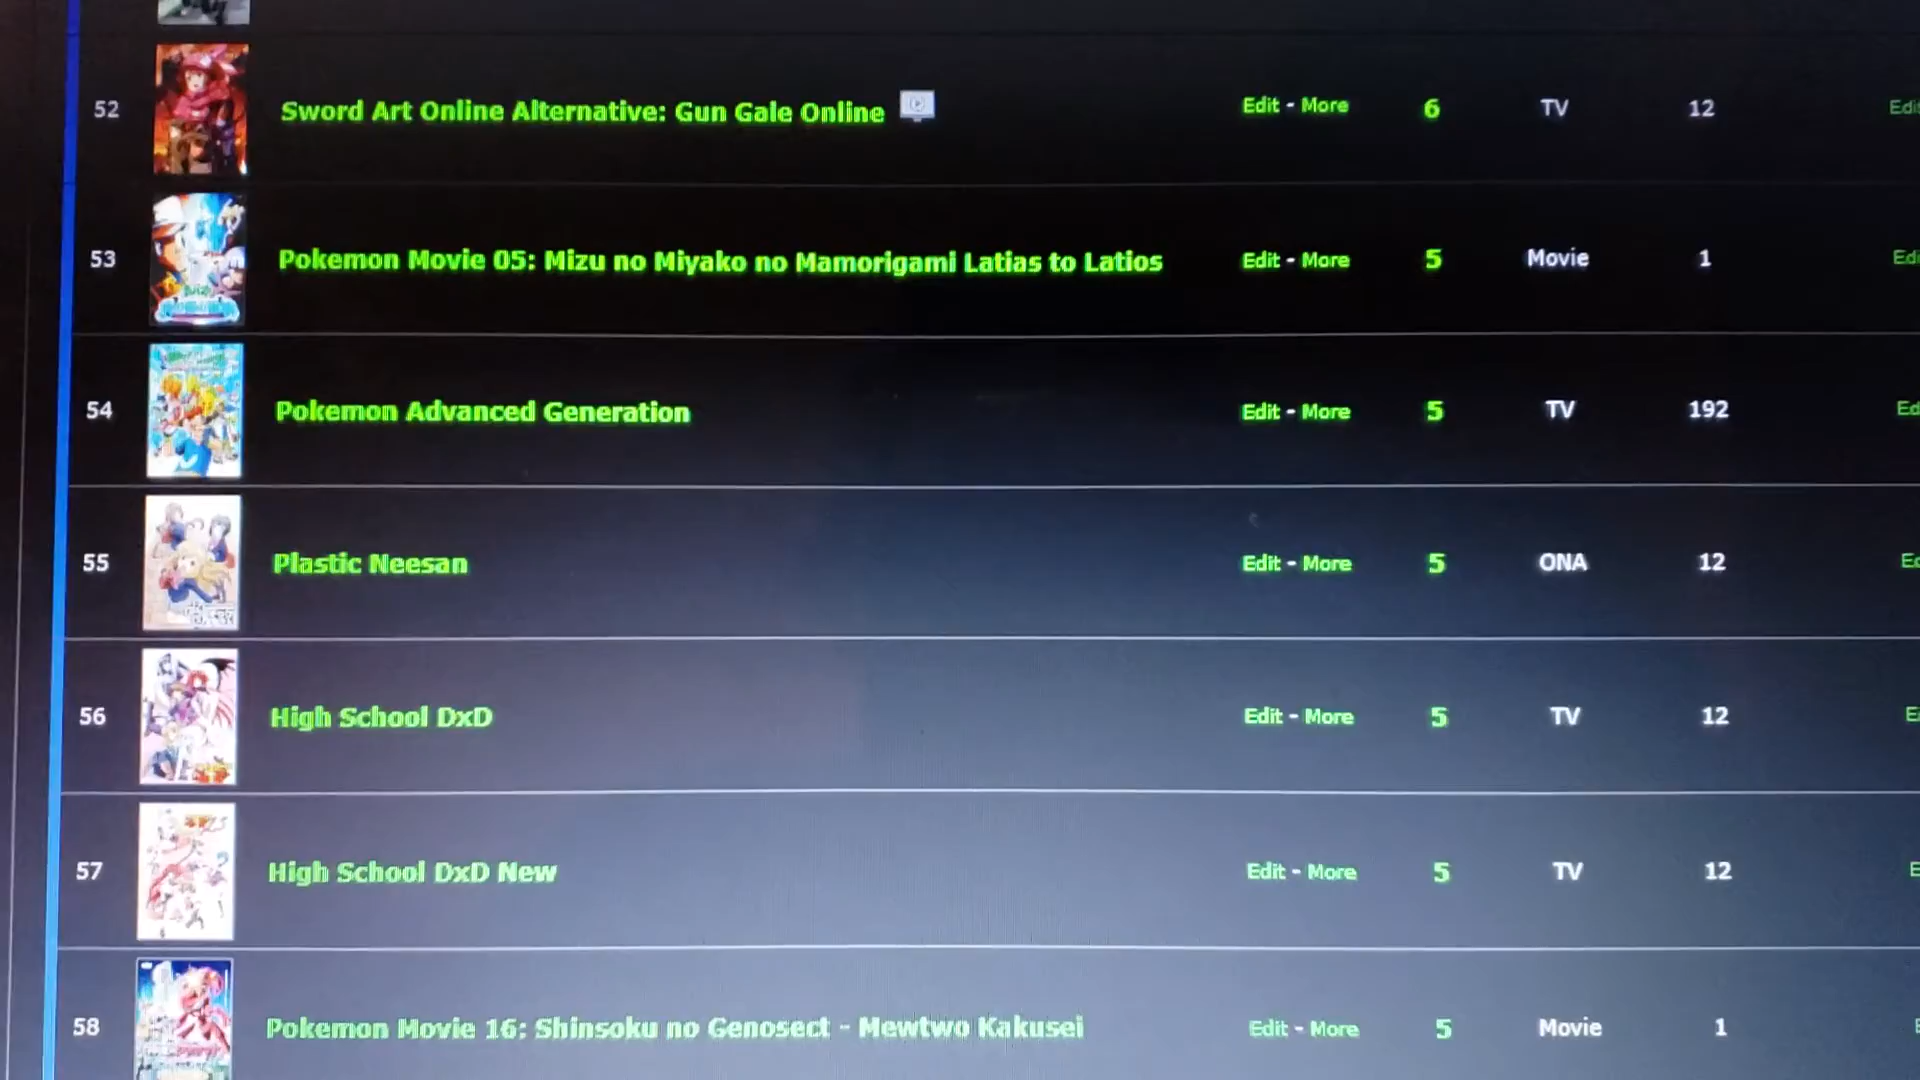 52 Sword Art Online Alternative: Gun Gale Online Edit - More 6 TV 12
53 Pokemon Movie 05: Mizu no Miyako no Mamorigami Latias to Latios Edit - More 5 Movie 1
54 Pokemon Advanced Generation Edit - More 5 TV 192
55 Plastic Neesan Edit - More 5 ONA 12
56 High School DxD Edit - More 5 TV 12
57 High School DxD New Edit - More 5 TV 12
58 Pokemon Movie 16: Shinsoku no Genosect - Mewtwo Kakusei Edit - More 5 Movie 1